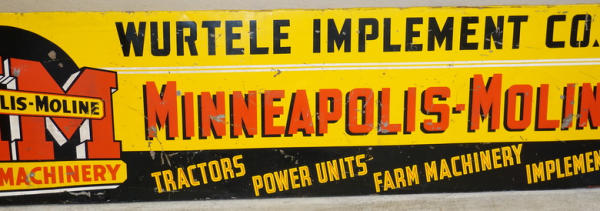 WURTELE IMPLEMENT CO.
LIS-MOLINE
MINNEAPOLIS-MOLIN
MACHINERY
TRACTORS POWER UNITS FARM MACHINERY IMPLEMEN